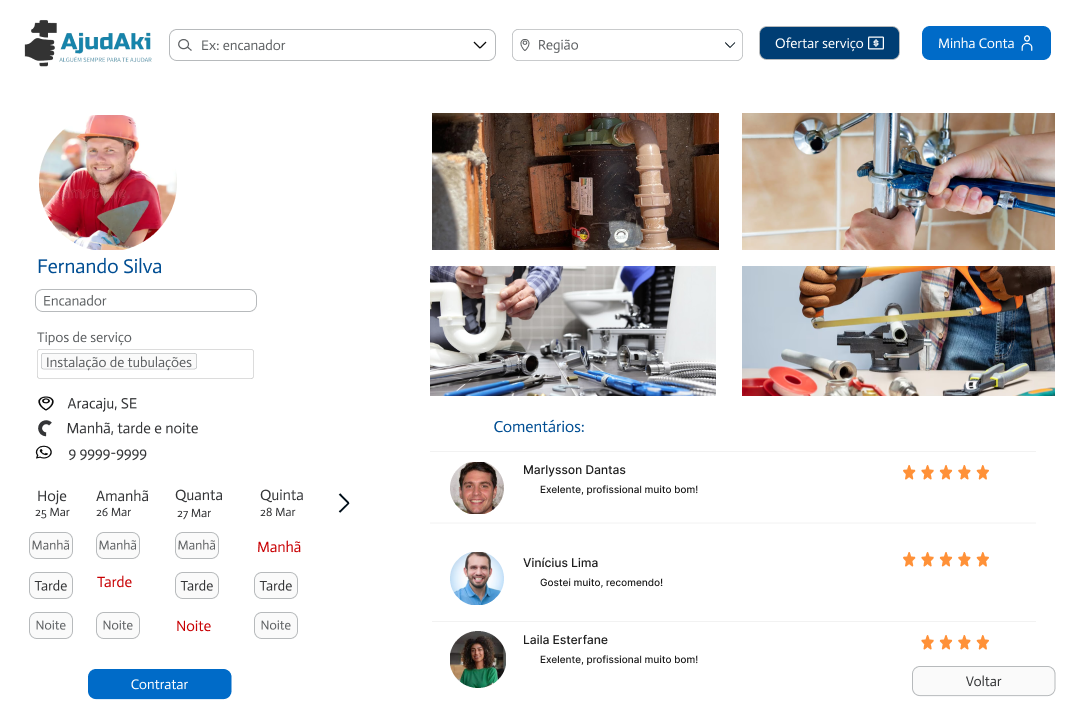 AjudAki
ALGUÉM SEMPRE PARA TE AJUDAR
Ex: encanador
Região
Ofertar serviço
Minha Conta
Fernando Silva
Encanador
Tipos de serviço
Instalação de tubulações
Aracaju, SE
Manhã, tarde e noite
9 9999-9999
Hoje Amanhã Quanta Quinta
25 Mar 26 Mar 27 Mar 28 Mar
Manhã Manhã Manhã Manhã
Tarde Tarde Tarde Tarde
Noite Noite Noite Noite
Contratar
Comentários:
Marlysson Dantas
Exelente, profissional muito bom!
Vinícius Lima
Gostei muito, recomendo!
Laila Esterfane
Exelente, profissional muito bom!
Voltar